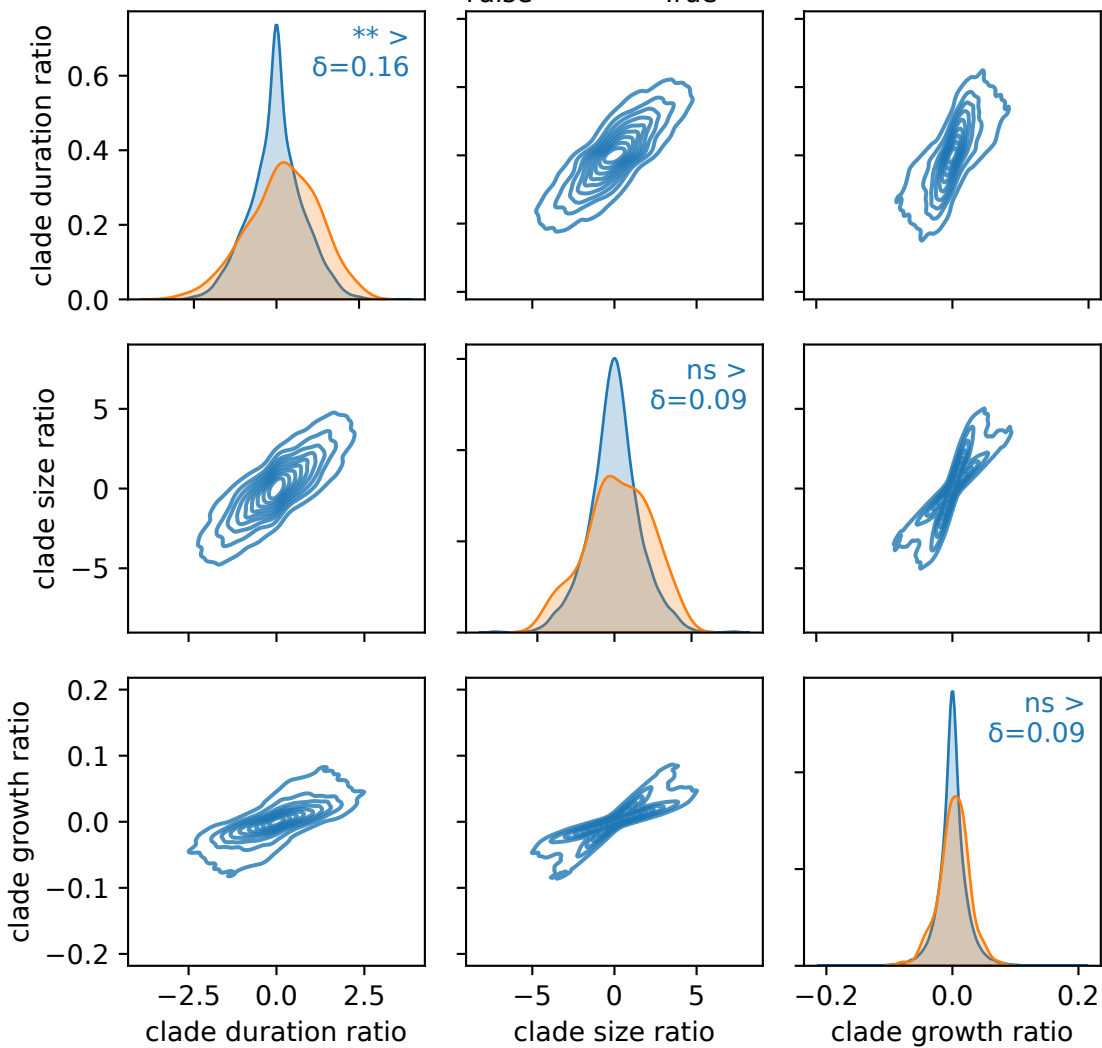 True
clade duration ratio
0.6
0.4
0.2
0.0
** >
δ=0.16
clade size ratio
5
0
−5
ns >
δ=0.09
clade growth ratio
0.2
0.1
0.0
−0.1
−0.2
ns >
δ=0.09
−2.5 0.0 2.5
−5 0 5
−0.2 0.0 0.2
clade duration ratio
clade size ratio
clade growth ratio